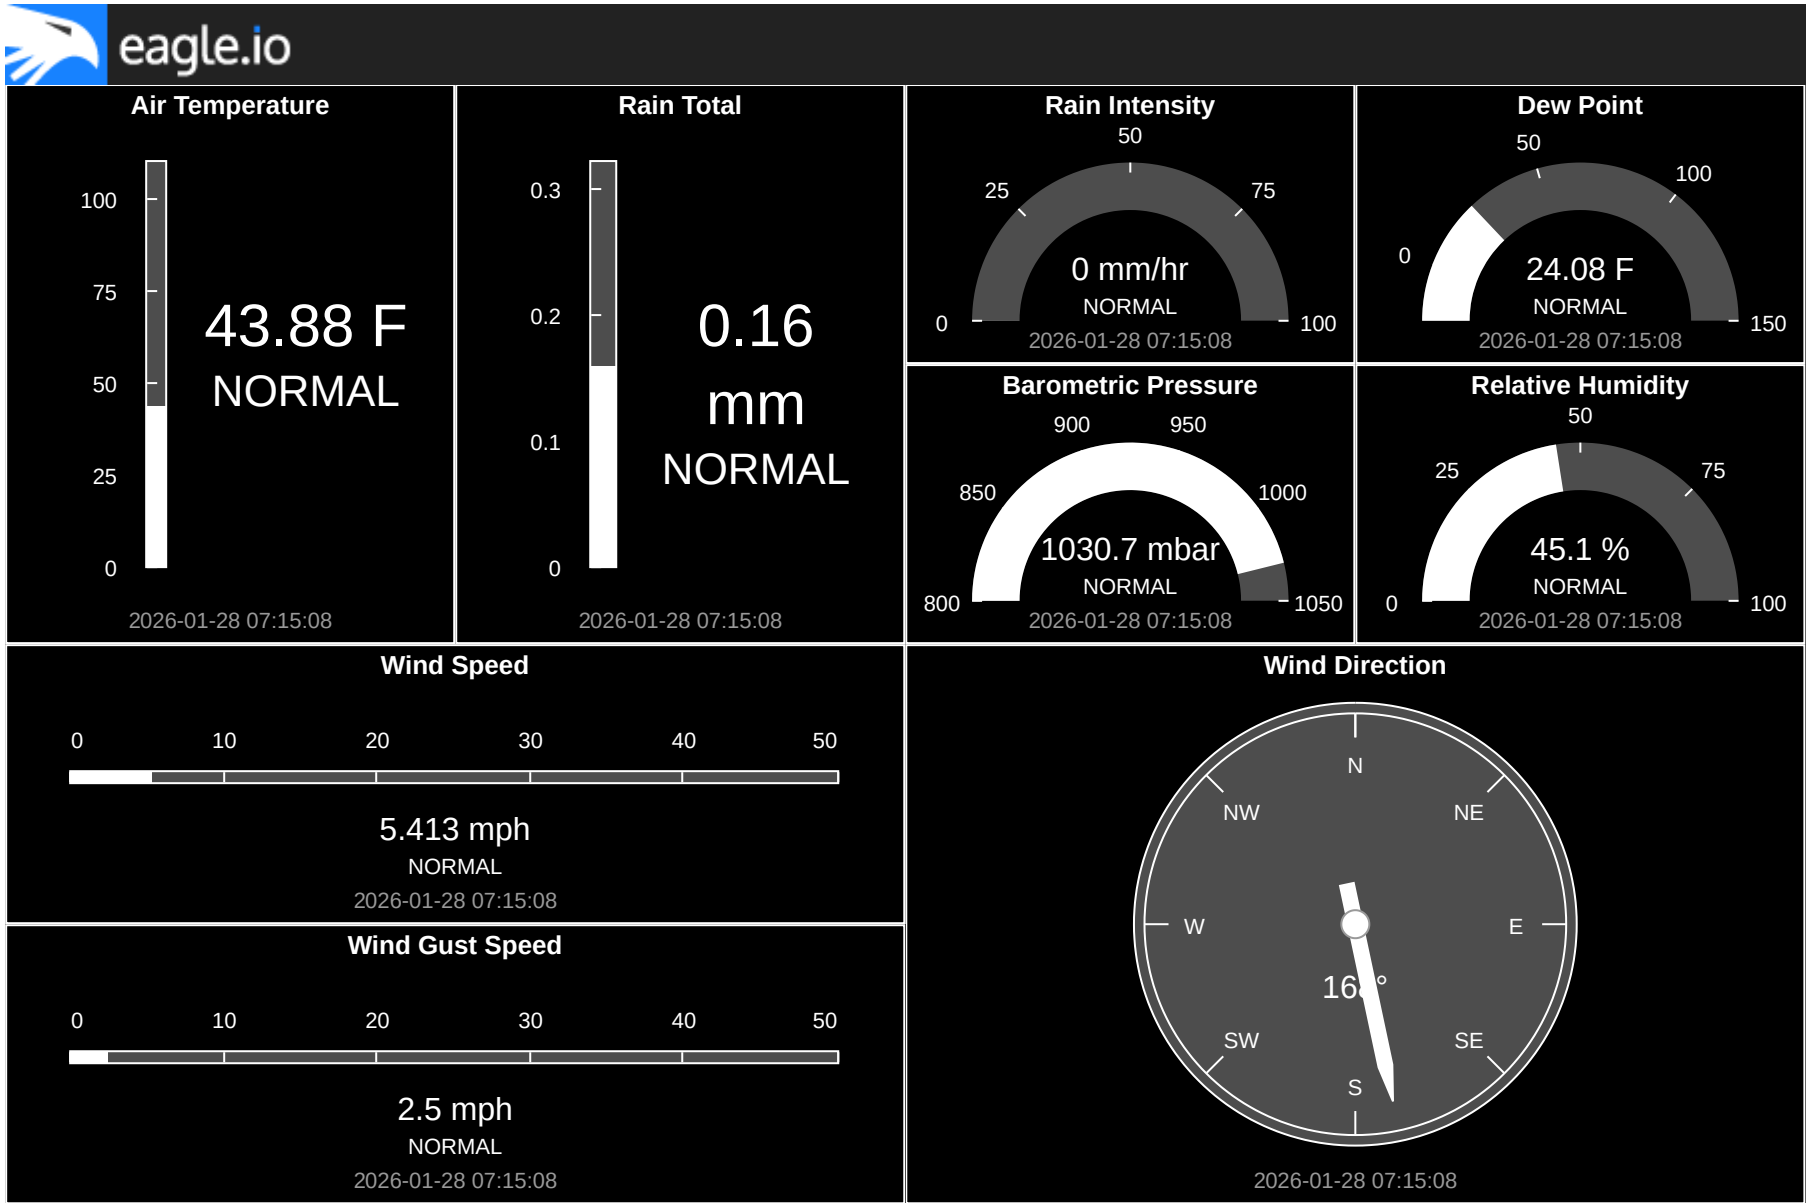 eagle.io
Air Temperature
100
75
50
25
0
43.88 F
NORMAL
2026-01-28 07:15:08
Rain Total
0.3
0.2
0.1
0
0.16
mm
NORMAL
2026-01-28 07:15:08
Rain Intensity
0
25
50
75
100
0 mm/hr
NORMAL
2026-01-28 07:15:08
Dew Point
0
50
100
150
24.08 F
NORMAL
2026-01-28 07:15:08
Barometric Pressure
800
850
900
950
1000
1050
1030.7 mbar
NORMAL
2026-01-28 07:15:08
Relative Humidity
0
25
50
75
100
45.1 %
NORMAL
2026-01-28 07:15:08
Wind Speed
0 10 20 30 40 50
5.413 mph
NORMAL
2026-01-28 07:15:08
Wind Gust Speed
0 10 20 30 40 50
2.5 mph
NORMAL
2026-01-28 07:15:08
Wind Direction
N
NW NE
W E
SW SE
S
2026-01-28 07:15:08